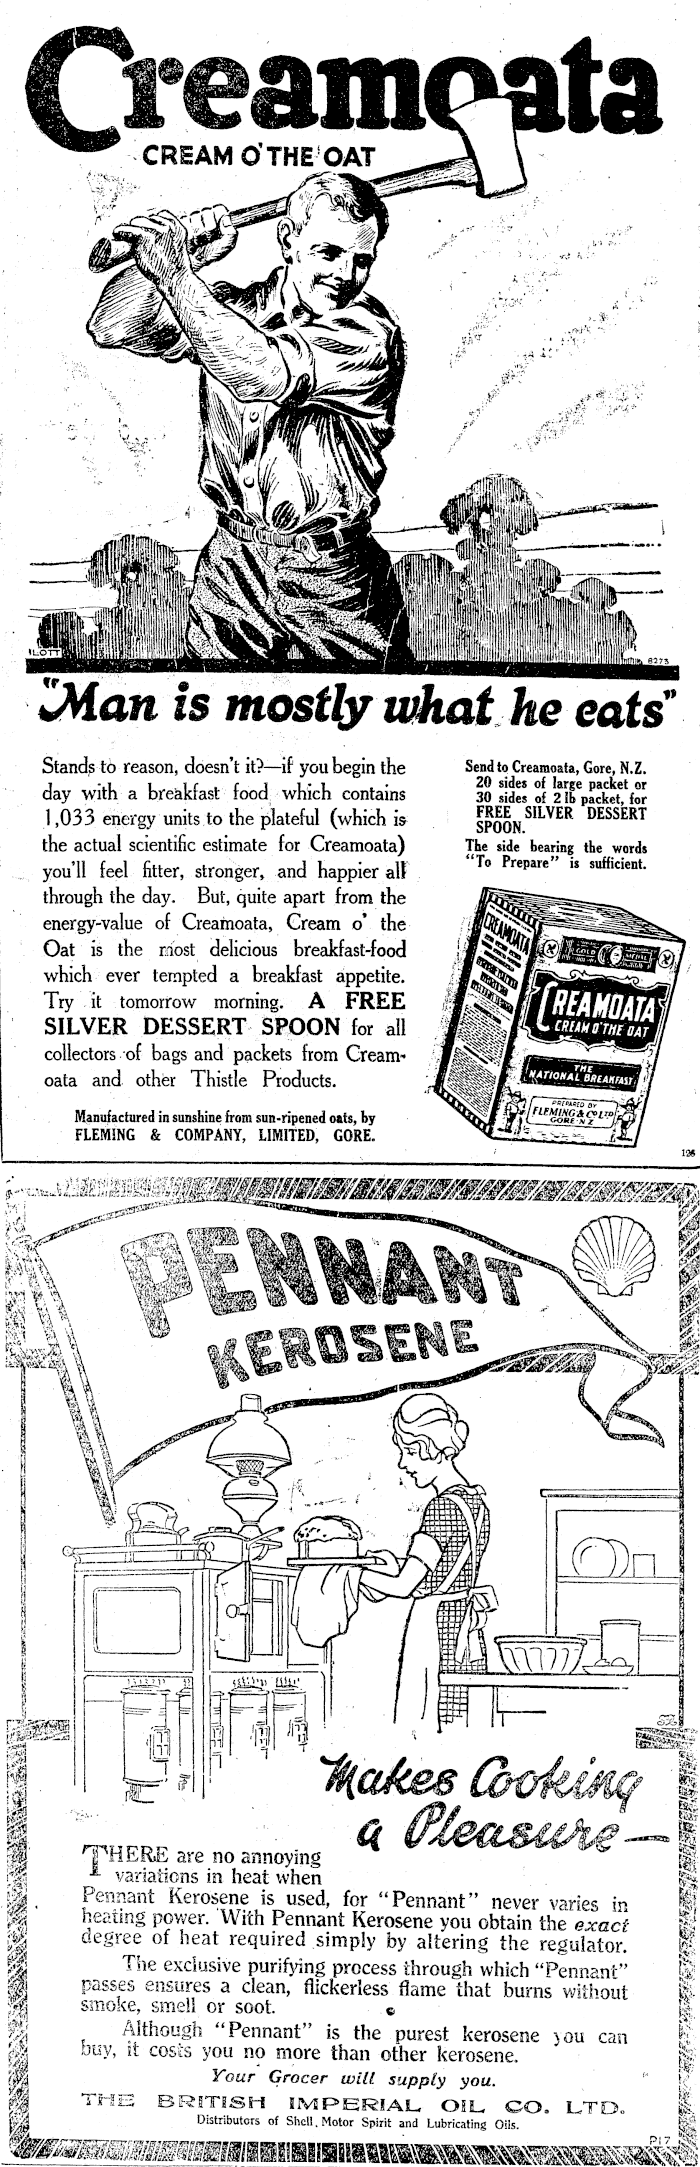 Creamoata
CREAM O' THE OAT
ILOTT
8273
"Man is mostly what he eats"
Stands to reason, doesn't it?—if you begin the
day with a breakfast food which contains
1,033 energy units to the plateful (which is
the actual scientific estimate for Creamoata)
you'll feel fitter, stronger, and happier all
through the day. But, quite apart from the
energy-value of Creamoata, Cream o' the
Oat is the most delicious breakfast-food
which ever tempted a breakfast appetite.
Try it tomorrow morning. A FREE
SILVER DESSERT SPOON for all
collectors of bags and packets from Cream-
oata and other Thistle Products.
Manufactured in sunshine from sun-ripened oats, by
FLEMING & COMPANY, LIMITED, GORE.
Send to Creamoata, Gore, N.Z.
20 sides of large packet or
30 sides of 2 lb packet, for
FREE SILVER DESSERT
SPOON.
The side bearing the words
"To Prepare" is sufficient.
CREAMOATA
GOLD MEDAL
CREAMOATA
CREAM O' THE OAT
THE
NATIONAL BREAKFAST
PREPARED BY
FLEMING & CO LTD
GORE N-Z
126
PENNANT
KEROSENE
Makes Cooking
a Pleasure—
THERE are no annoying
variations in heat when
Pennant Kerosene is used, for "Pennant" never varies in
heating power. With Pennant Kerosene you obtain the exact
degree of heat required simply by altering the regulator.
The exclusive purifying process through which "Pennant"
passes ensures a clean, flickerless flame that burns without
smoke, smell or soot.
Although "Pennant" is the purest kerosene you can
buy, it costs you no more than other kerosene.
Your Grocer will supply you.
THE BRITISH IMPERIAL OIL CO. LTD.
Distributors of Shell Motor Spirit and Lubricating Oils.
P17